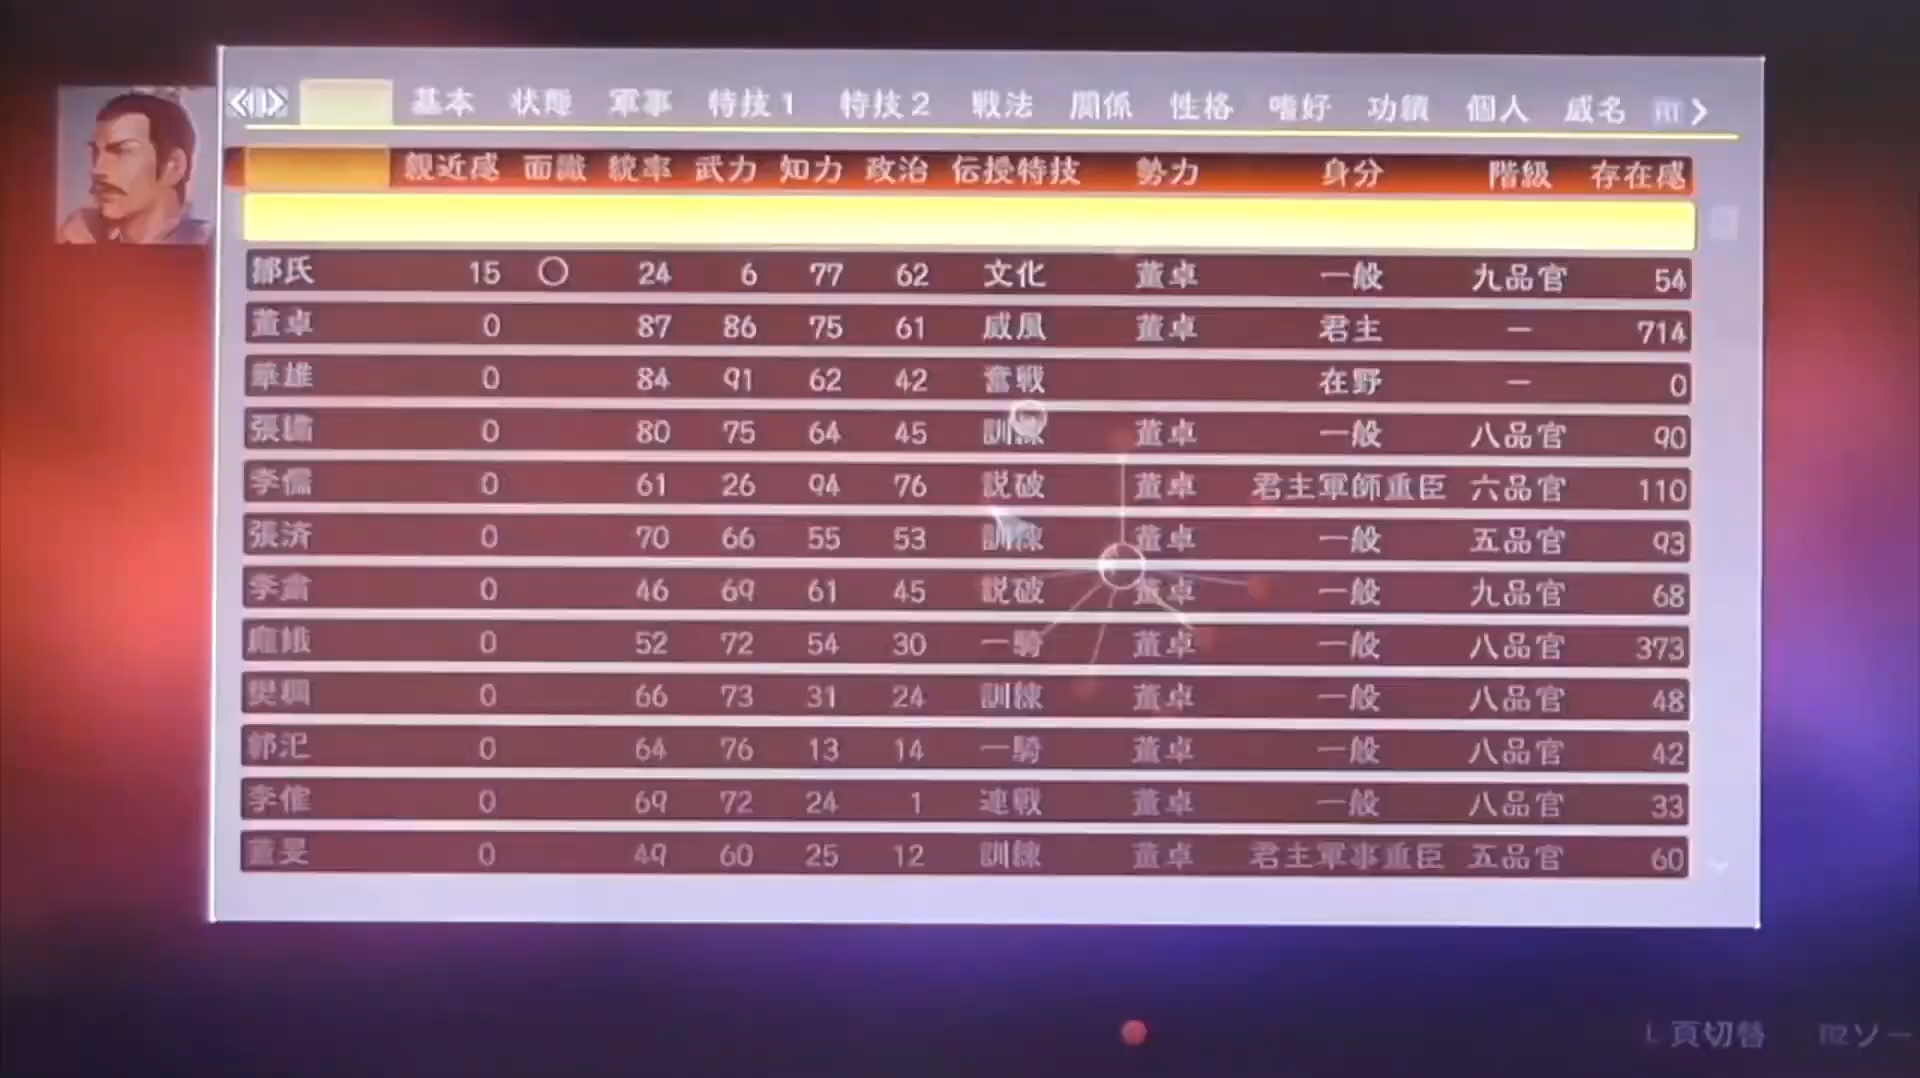 基本 状態 軍事 特技1 特技2 戦法 関係 性格 嗜好 功績 個人 威名 R1
親近感 面識 統率 武力 知力 政治 伝授特技 勢力 身分 階級 存在感
鄒氏 15 ○ 24 6 77 62 文化 董卓 一般 九品官 54
董卓 0 87 86 75 61 威風 董卓 君主 ー 714
華雄 0 84 91 62 42 奮戦 在野 ー 0
張繍 0 80 75 64 45 訓練 董卓 一般 八品官 90
李儒 0 61 26 94 76 説破 董卓 君主軍師重臣 六品官 110
張済 0 70 66 55 53 訓練 董卓 一般 五品官 93
李粛 0 46 69 61 45 説破 董卓 一般 九品官 68
0 52 72 54 30 一騎 董卓 一般 八品官 373
樊稠 0 66 73 31 24 訓練 董卓 一般 八品官 48
郭汜 0 64 76 13 14 一騎 董卓 一般 八品官 42
李傕 0 69 72 24 1 連戦 董卓 一般 八品官 33
董旻 0 49 60 25 12 訓練 董卓 君主軍事重臣 五品官 60
L 頁切替 R2 ソー